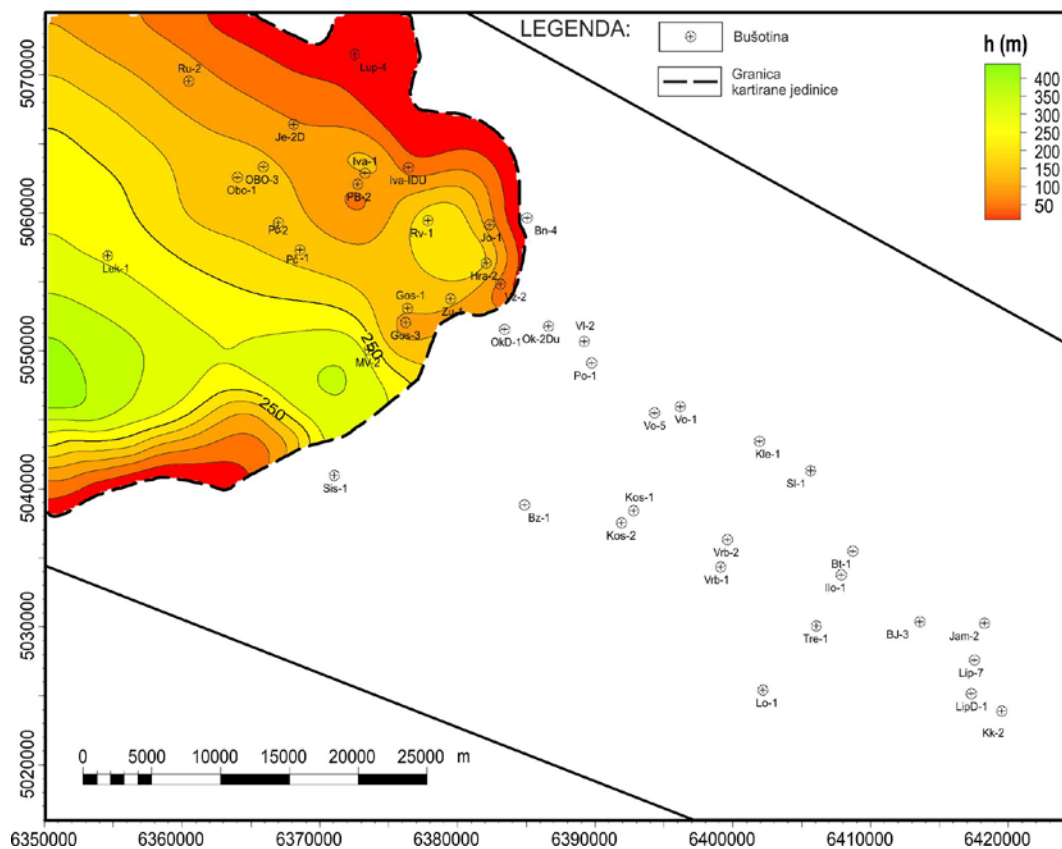 LEGENDA:
Bušotina
Granica
kartirane jedinice
h (m)
400
350
300
250
200
150
100
50
5070000
5060000
5050000
5040000
5030000
5020000
Lup-4
Ru-2
Je-2D
Iva-1
OBO-3
Iva-IDU
Obo-1
PB-2
Rv-1
Jo-1
Bn-4
Pč-1
Lek-1
Hra-2
Gos-1
Vz-2
Zu-1
Gos-3
OkD-1
Ok-2Du
Vl-2
250
MV-2
Po-1
250
Vo-5
Vo-1
Kle-1
Sl-1
Sis-1
Kos-1
Bz-1
Kos-2
Vrb-2
Bt-1
Vrb-1
Ilo-1
Tre-1
BJ-3
Jam-2
Lip-7
Lo-1
LipD-1
Kk-2
0 5000 10000 15000 20000 25000 m
6350000 6360000 6370000 6380000 6390000 6400000 6410000 6420000